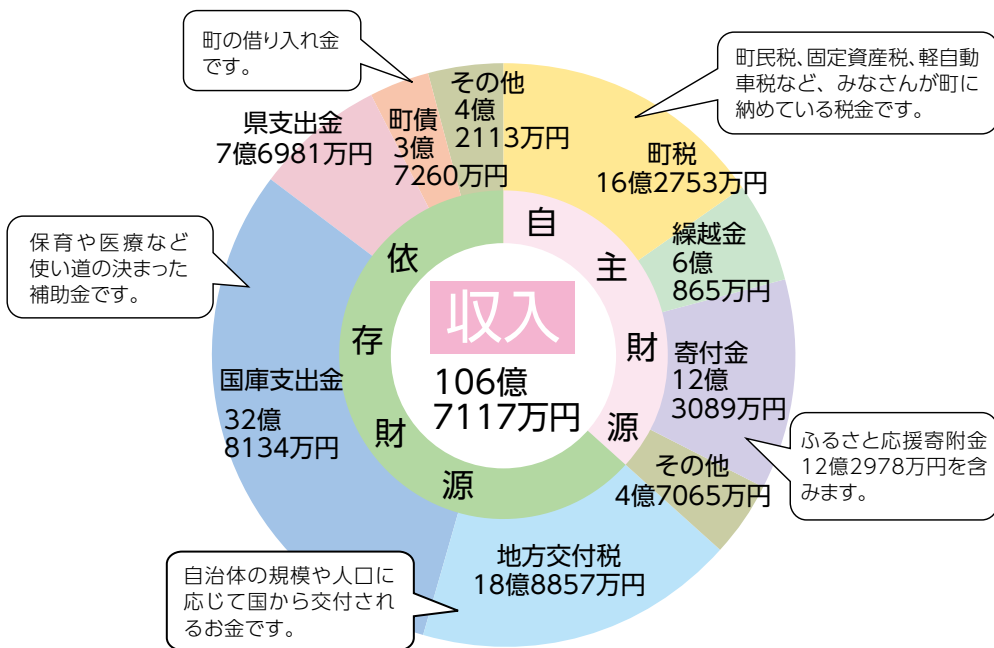 町の借り入れ金
です。
町民税、固定資産税、軽自動
車税など、みなさんが町に
納めている税金です。
その他
4億
2113万円
町債
3億
7260万円
県支出金
7億6981万円
町税
16億2753万円
保育や医療など
使い道の決まった
補助金です。
繰越金
6億
865万円
自主財源
依存財源
収入
106億
7117万円
寄付金
12億
3089万円
国庫支出金
32億
8134万円
ふるさと応援寄附金
12億2978万円を含
みます。
その他
4億7065万円
地方交付税
18億8857万円
自治体の規模や人口に
応じて国から交付され
るお金です。